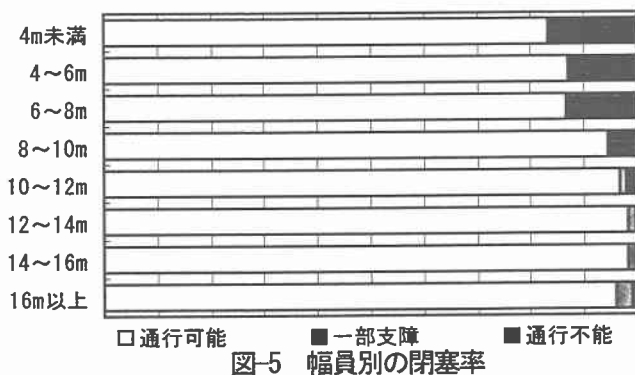 4m未満
4～6m
6～8m
8～10m
10～12m
12～14m
14～16m
16m以上
□通行可能 ■一部支障 ■通行不能
図-5 幅員別の閉塞率